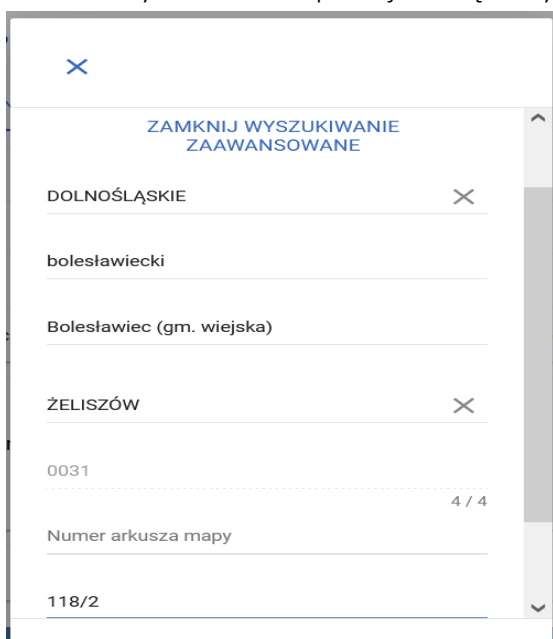 ZAMKNIJ WYSZUKIWANIE
ZAAWANSOWANE
DOLNOŚLĄSKIE
bolesławiecki
Bolesławiec (gm. wiejska)
ŻELISZÓW
0031
4 / 4
Numer arkusza mapy
118/2